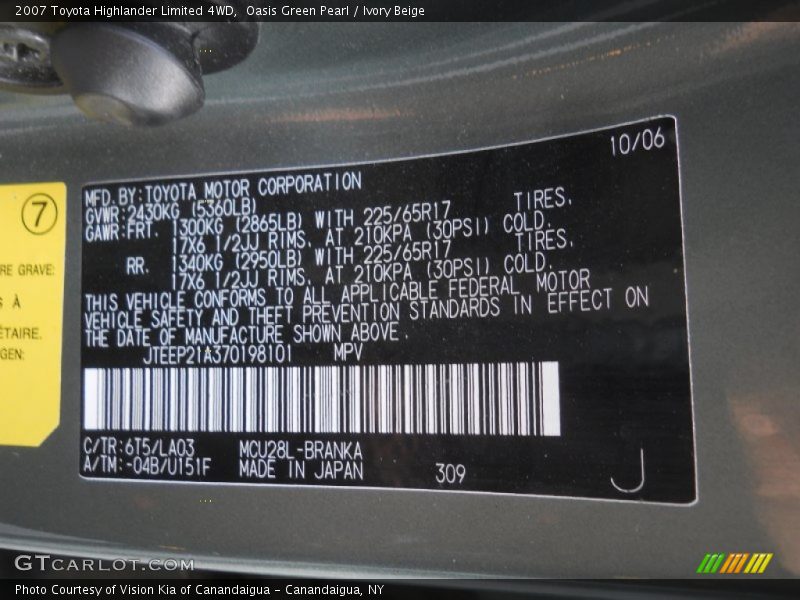 2007 Toyota Highlander Limited 4WD, Oasis Green Pearl / Ivory Beige
10/06
MFD. BY: TOYOTA MOTOR CORPORATION
GVWR: 2430KG (5360LB)
GAWR: FRT. 1300KG (2865LB) WITH 225/65R17 TIRES,
17X6 1/2JJ RIMS, AT 210KPA (30PSI) COLD.
RR. 1340KG (2950LB) WITH 225/65R17 TIRES,
17X6 1/2JJ RIMS, AT 210KPA (30PSI) COLD.
THIS VEHICLE CONFORMS TO ALL APPLICABLE FEDERAL MOTOR
VEHICLE SAFETY AND THEFT PREVENTION STANDARDS IN EFFECT ON
THE DATE OF MANUFACTURE SHOWN ABOVE.
JTEEP21A370198101 MPV
C/TR: 6T5/LA03 MCU28L-BRANKA
A/TM: -04B/U151F MADE IN JAPAN 309
J
7
RE GRAVE
S À
ÉTAIRE.
GEN:
GTCARLOT.COM
Photo Courtesy of Vision Kia of Canandaigua - Canandaigua, NY